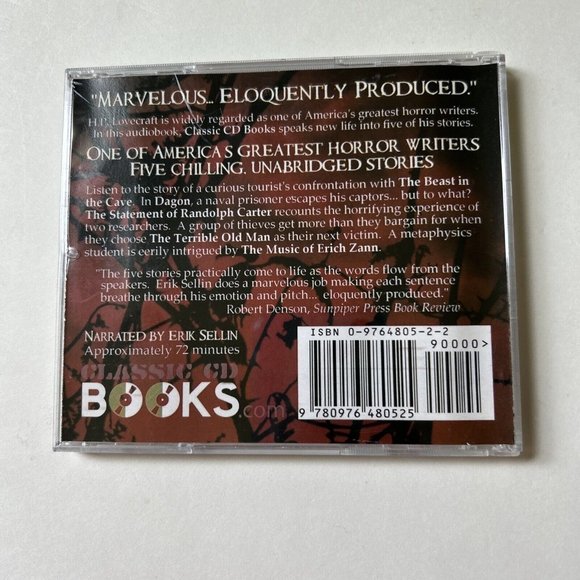 "MARVELOUS... ELOQUENTLY PRODUCED."
H.P. Lovecraft is widely regarded as one of America's greatest horror writers.
In this audiobook, Classic CD Books speaks new life into five of his stories.
ONE OF AMERICA'S GREATEST HORROR WRITERS
FIVE CHILLING, UNABRIDGED STORIES
Listen to the story of a curious tourist's confrontation with The Beast in
the Cave. In Dagon, a naval prisoner escapes his captors... but to what?
The Statement of Randolph Carter recounts the horrifying experience of
two researchers. A group of thieves get more than they bargain for when
they choose The Terrible Old Man as their next victim. A metaphysics
student is eerily intrigued by The Music of Erich Zann.
"The five stories practically come to life as the words flow from the
speakers. Erik Sellin does a marvelous job making each sentence
breathe through his emotion and pitch... eloquently produced."
Robert Denson, Sunpiper Press Book Review
NARRATED BY ERIK SELLIN
Approximately 72 minutes
CLASSIC CD
BOOKS.com
ISBN 0-9764805-2-2
90000>
9 780976 480525